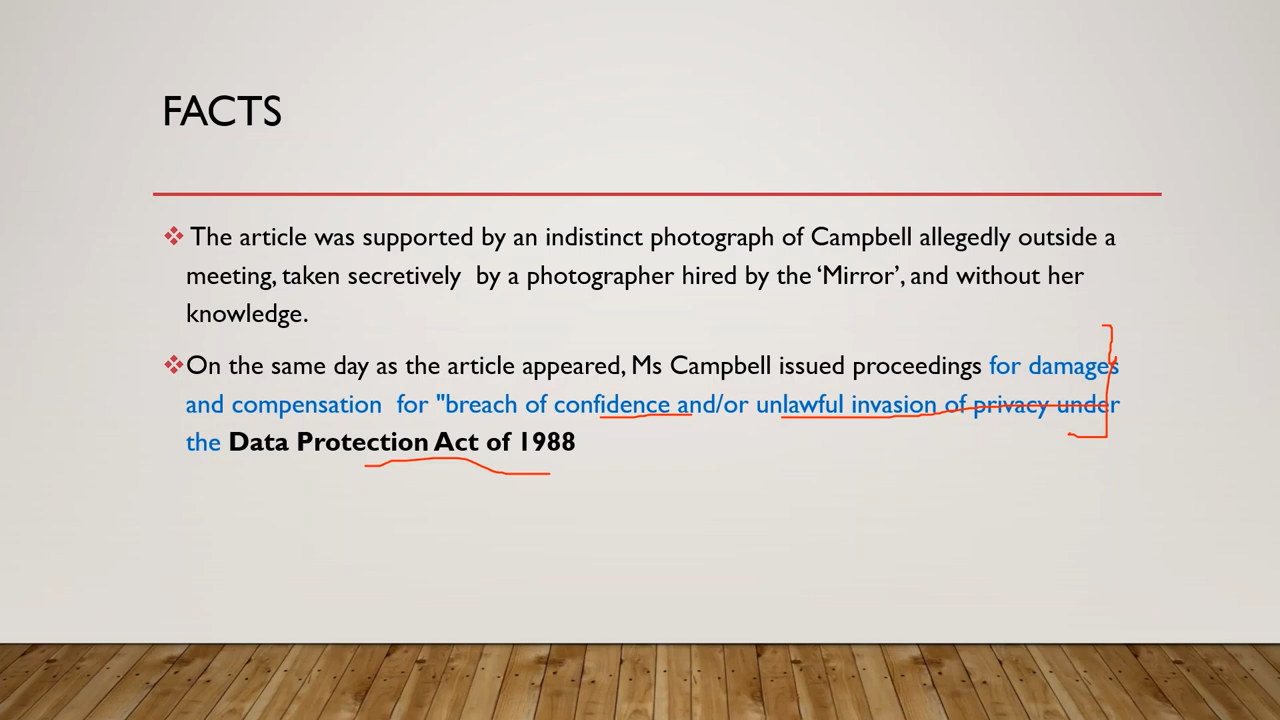 FACTS
The article was supported by an indistinct photograph of Campbell allegedly outside a
meeting, taken secretively by a photographer hired by the ‘Mirror’, and without her
knowledge.
On the same day as the article appeared, Ms Campbell issued proceedings for damages
and compensation for "breach of confidence and/or unlawful invasion of privacy under
the Data Protection Act of 1988